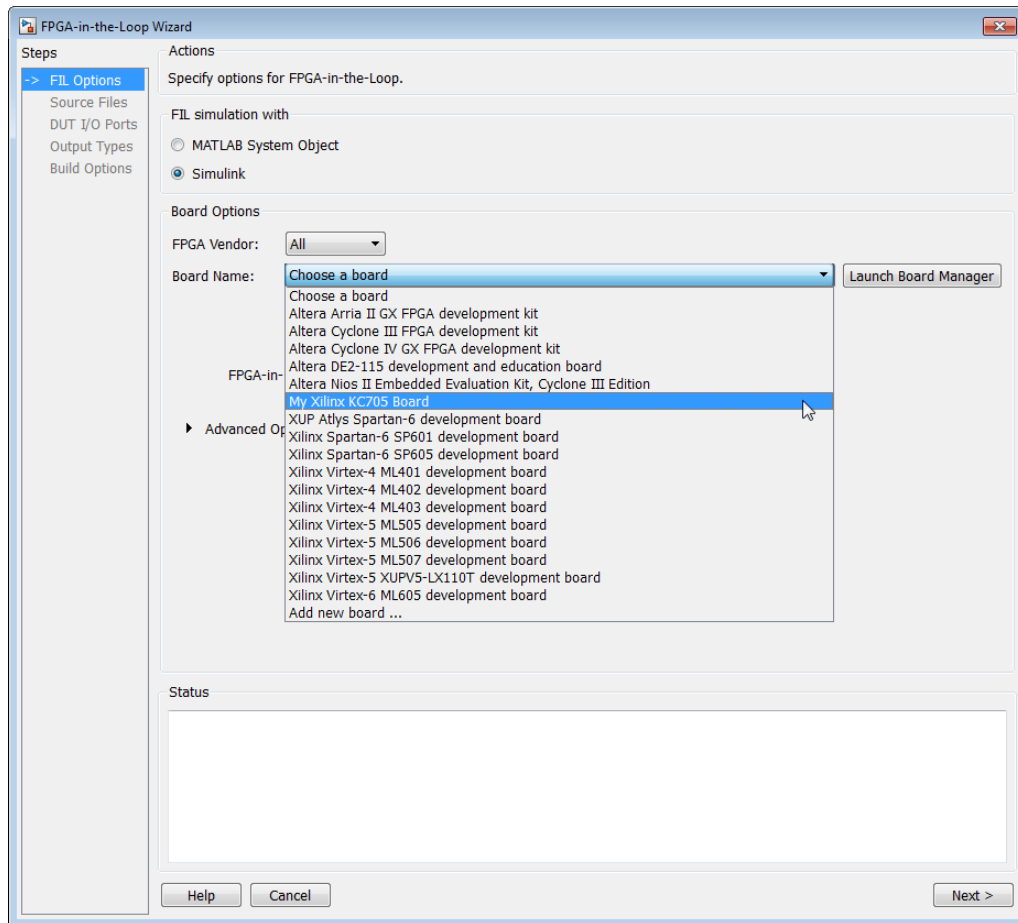 FPGA-in-the-Loop Wizard
Steps
-> FIL Options
Source Files
DUT I/O Ports
Output Types
Build Options
Actions
Specify options for FPGA-in-the-Loop.
FIL simulation with
MATLAB System Object
Simulink
Board Options
FPGA Vendor: All
Board Name: Choose a board Launch Board Manager
Choose a board
Altera Arria II GX FPGA development kit
Altera Cyclone III FPGA development kit
Altera Cyclone IV GX FPGA development kit
Altera DE2-115 development and education board
FPGA-in-
Altera Nios II Embedded Evaluation Kit, Cyclone III Edition
My Xilinx KC705 Board
XUP Atlys Spartan-6 development board
Advanced Op
Xilinx Spartan-6 SP601 development board
Xilinx Spartan-6 SP605 development board
Xilinx Virtex-4 ML401 development board
Xilinx Virtex-4 ML402 development board
Xilinx Virtex-4 ML403 development board
Xilinx Virtex-5 ML505 development board
Xilinx Virtex-5 ML506 development board
Xilinx Virtex-5 ML507 development board
Xilinx Virtex-5 XUPV5-LX110T development board
Xilinx Virtex-6 ML605 development board
Add new board ...
Status
Help Cancel Next >